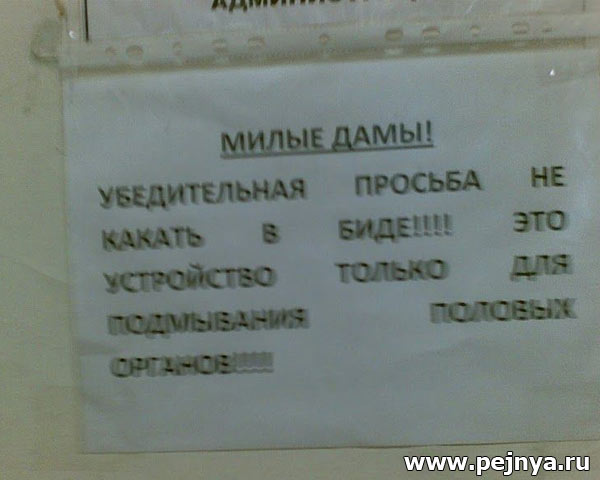 МИЛЫЕ ДАМЫ!
УБЕДИТЕЛЬНАЯ ПРОСЬБА НЕ
КАКАТЬ В БИДЕ!!!! ЭТО
УСТРОЙСТВО ТОЛЬКО ДЛЯ
ПОДМЫВАНИЯ ПОЛОВЫХ
ОРГАНОВ!!!!!
www.pejnya.ru